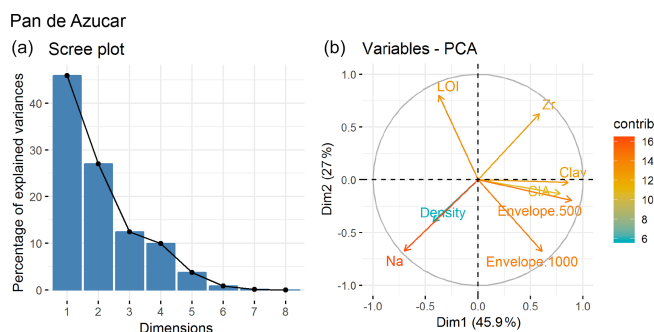 Pan de Azucar
(a) Scree plot
Percentage of explained variances
40
30
20
10
0
1 2 3 4 5 6 7 8
Dimensions
(b) Variables - PCA
Dim2 (27 %)
1.0
0.5
0.0
-0.5
-1.0
LOI
Zr
Clay
CIA
Envelope.500
Density
Na
Envelope.1000
-1.0 -0.5 0.0 0.5 1.0
Dim1 (45.9 %)
contrib
16
14
12
10
8
6